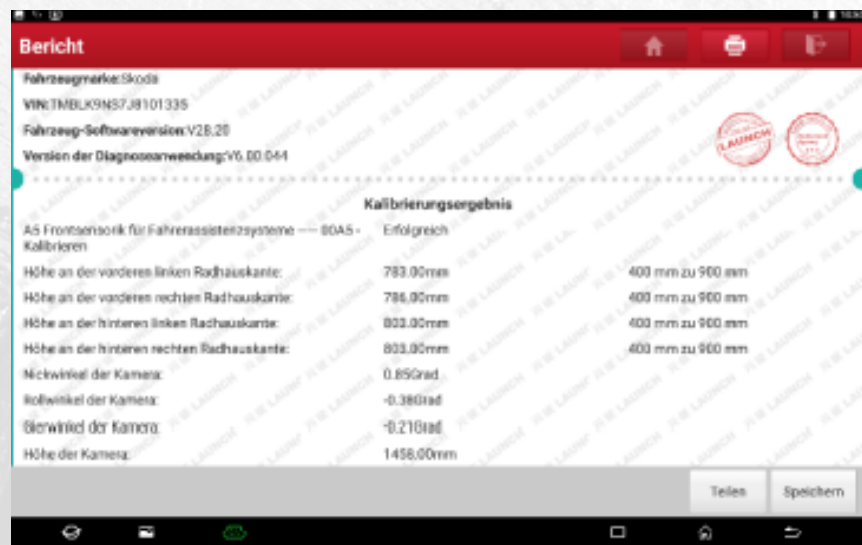 Bericht
Fahrzeugmarke:Skoda
VIN:TMBLK9NS7J8101335
Fahrzeug-Softwareversion:V28.20
Version der Diagnoseanwendung:V6.00.044
LAUNCH
Kalibrierungsergebnis
A5 Frontsensorik für Fahrerassistenzsysteme ---- 00A5 - Erfolgreich
Kalibrieren
Höhe an der vorderen linken Radhauskante: 783.00mm 400 mm zu 900 mm
Höhe an der vorderen rechten Radhauskante: 786.00mm 400 mm zu 900 mm
Höhe an der hinteren linken Radhauskante: 803.00mm 400 mm zu 900 mm
Höhe an der hinteren rechten Radhauskante: 803.00mm 400 mm zu 900 mm
Nickwinkel der Kamera: 0.85Grad
Rollwinkel der Kamera: -0.38Grad
Gierwinkel der Kamera: -0.21Grad
Höhe der Kamera: 1458.00mm
Teilen Speichern